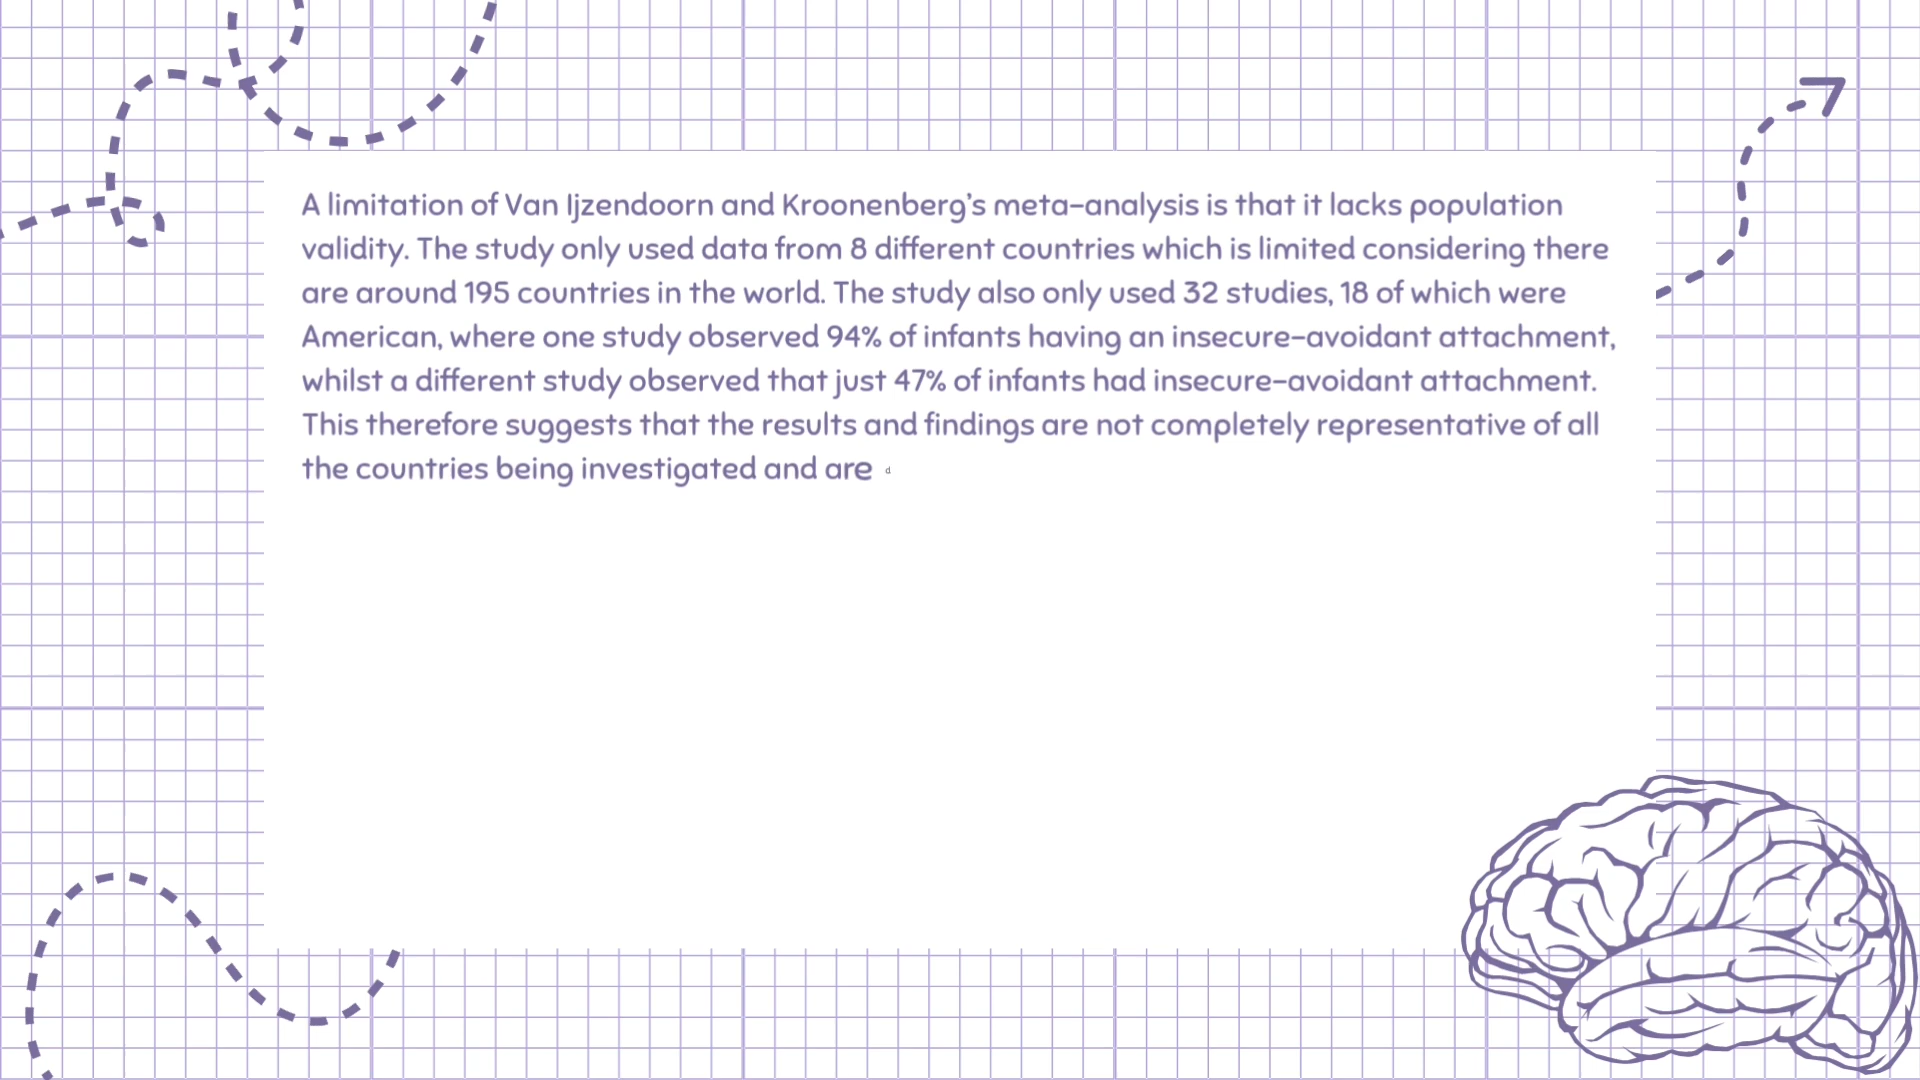 A limitation of Van Ijzendoorn and Kroonenberg’s meta-analysis is that it lacks population
validity. The study only used data from 8 different countries which is limited considering there
are around 195 countries in the world. The study also only used 32 studies, 18 of which were
American, where one study observed 94% of infants having an insecure-avoidant attachment,
whilst a different study observed that just 47% of infants had insecure-avoidant attachment.
This therefore suggests that the results and findings are not completely representative of all
the countries being investigated and are d